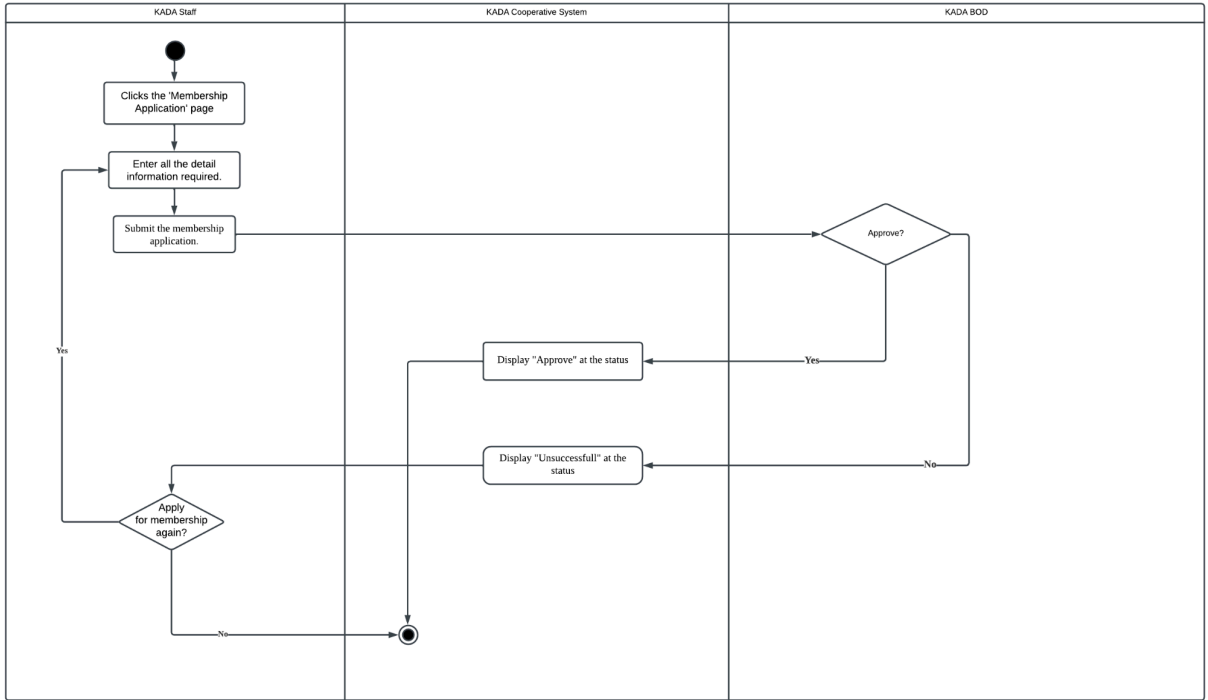 KADA Staff
KADA Cooperative System
KADA BOD
Clicks the 'Membership
Application' page
Enter all the detail
information required.
Submit the membership
application.
Approve?
Yes
Display "Approve" at the status
Yes
Display "Unsuccessfull" at the
status
No
Apply
for membership
again?
No